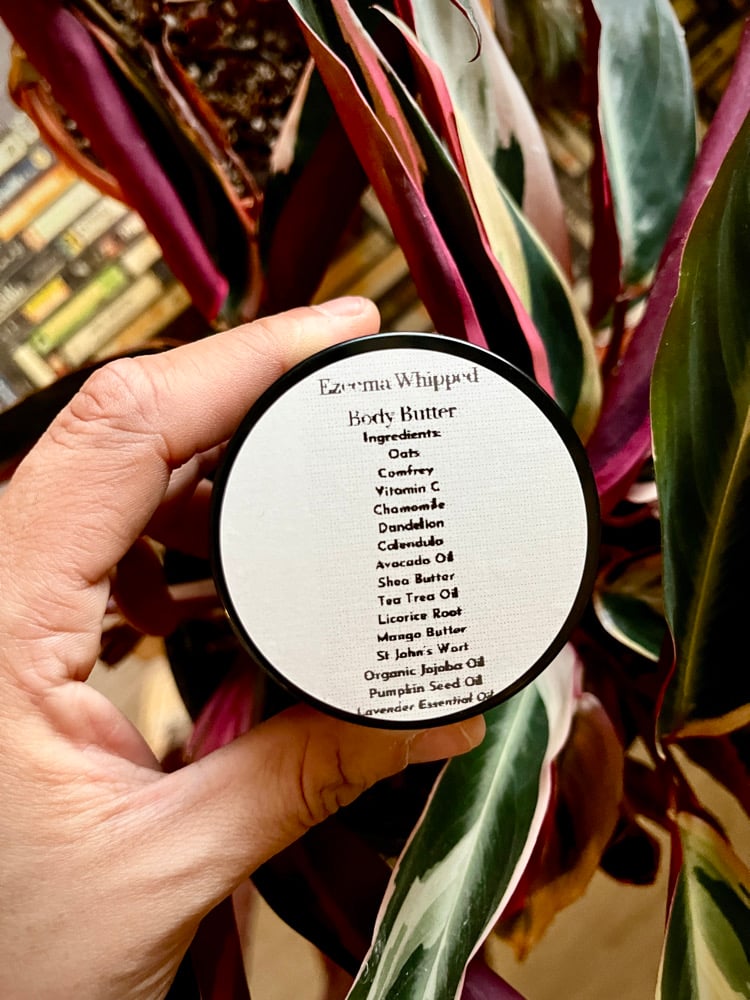 Eczema Whipped
Body Butter
Ingredients:
Oats
Comfrey
Vitamin C
Chamomile
Dandelion
Calendula
Avocado Oil
Shea Butter
Tea Tree Oil
Licorice Root
Mango Butter
St John's Wort
Organic Jojoba Oil
Pumpkin Seed Oil
Lavender Essential Oil